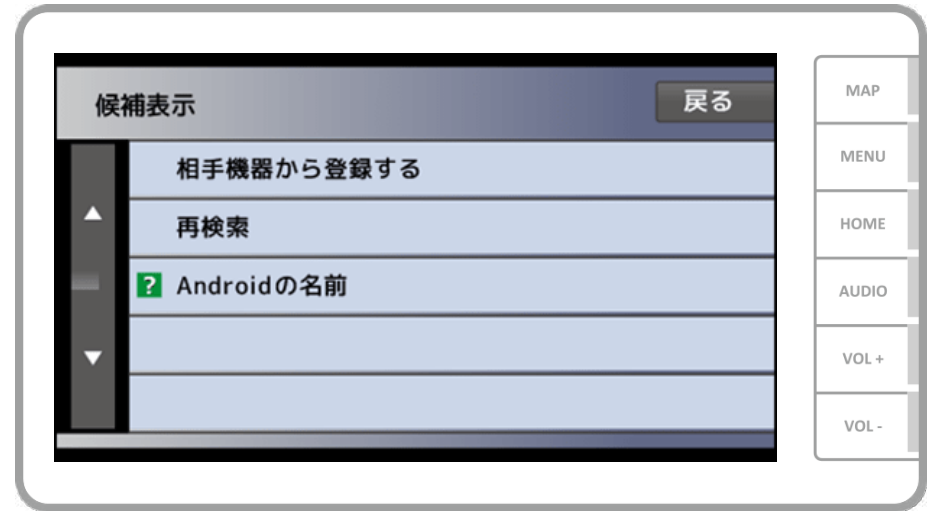 候補表示
戻る
相手機器から登録する
再検索
? Androidの名前
MAP
MENU
HOME
AUDIO
VOL +
VOL -